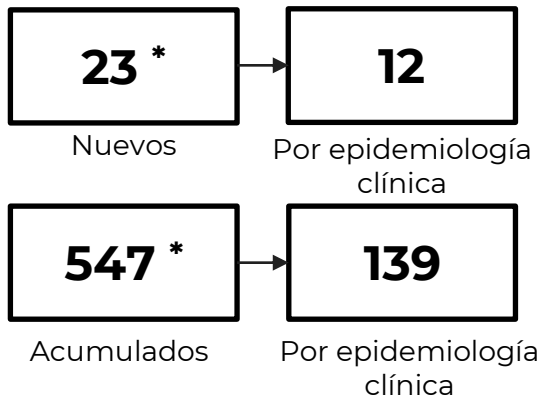 23 *
12
Nuevos
Por epidemiología
clínica
547 *
139
Acumulados
Por epidemiología
clínica